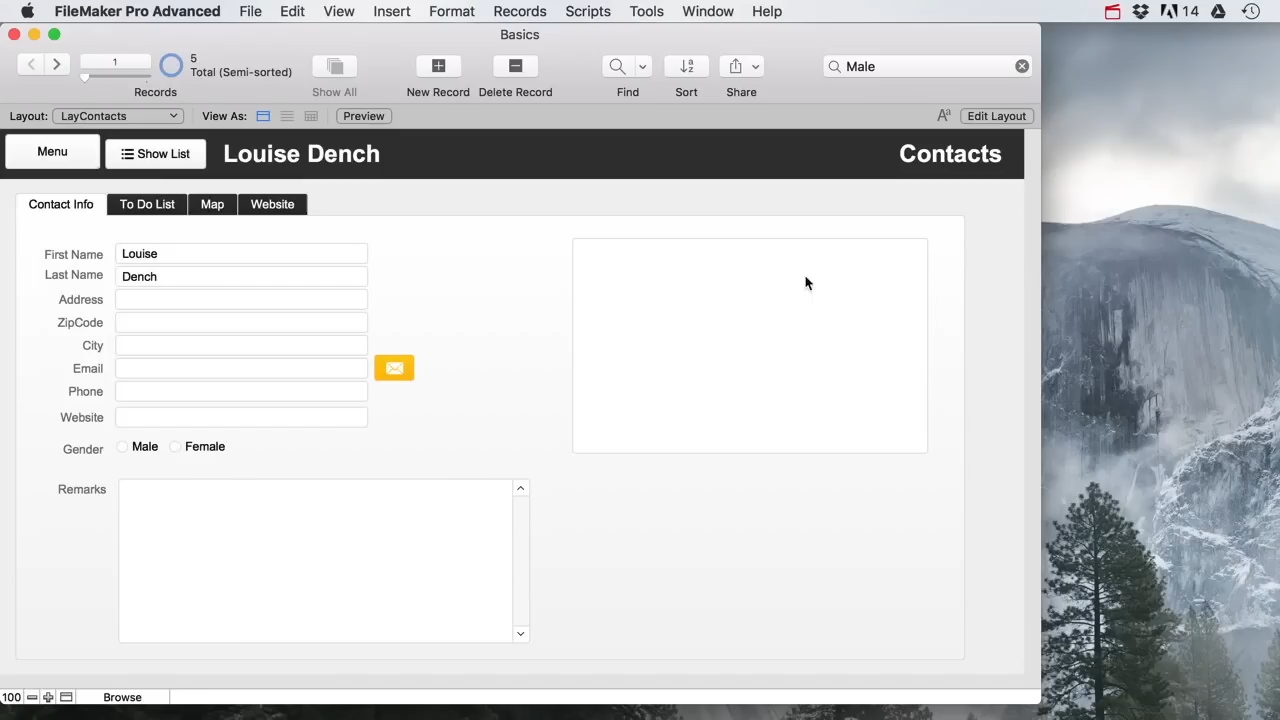 FileMaker Pro Advanced File Edit View Insert Format Records Scripts Tools Window Help 14
Basics
1 5
Total (Semi-sorted)
Male
Records Show All New Record Delete Record Find Sort Share
Layout: LayContacts View As: Preview Aa Edit Layout
Menu Show List Louise Dench Contacts
Contact Info To Do List Map Website
First Name Louise
Last Name Dench
Address
ZipCode
City
Email
Phone
Website
Gender Male Female
Remarks
100 Browse